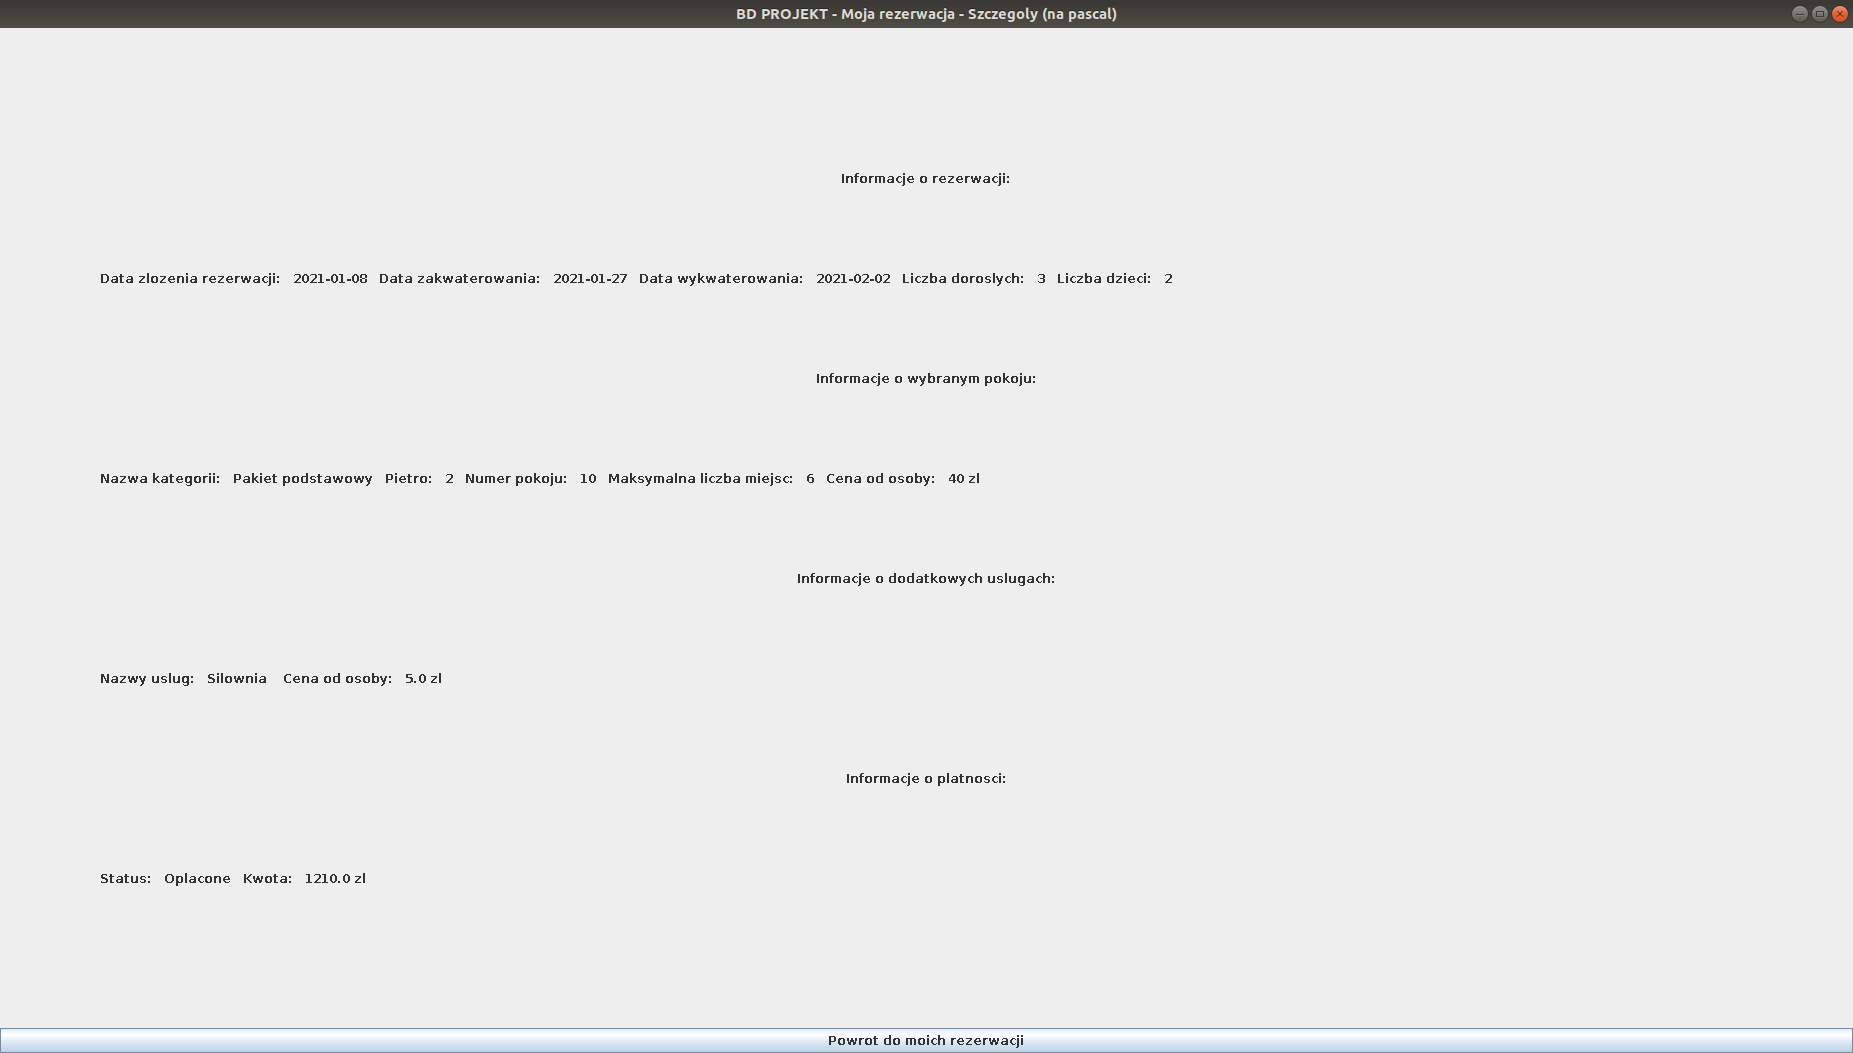 BD PROJEKT - Moja rezerwacja - Szczegoly (na pascal)
Informacje o rezerwacji:
Data zlozenia rezerwacji: 2021-01-08 Data zakwaterowania: 2021-01-27 Data wykwaterowania: 2021-02-02 Liczba doroslych: 3 Liczba dzieci: 2
Informacje o wybranym pokoju:
Nazwa kategorii: Pakiet podstawowy Pietro: 2 Numer pokoju: 10 Maksymalna liczba miejsc: 6 Cena od osoby: 40 zl
Informacje o dodatkowych uslugach:
Nazwy uslug: Silownia Cena od osoby: 5.0 zl
Informacje o platnosci:
Status: Oplacone Kwota: 1210.0 zl
Powrot do moich rezerwacji